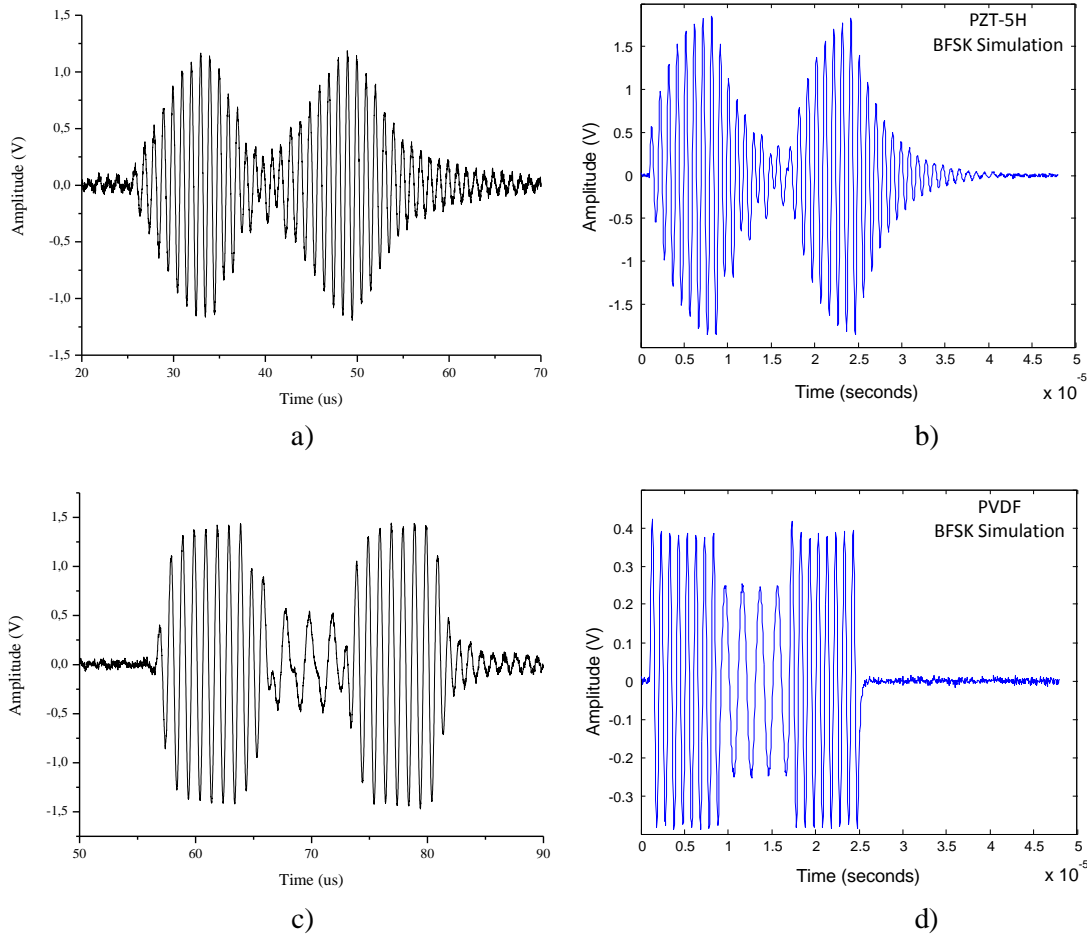 1,5
1,0
0,5
0,0
-0,5
-1,0
-1,5
Amplitude (V)
20 30 40 50 60 70
Time (us)
a)
PZT-5H
BFSK Simulation
1.5
1
0.5
0
-0.5
-1
-1.5
Amplitude (V)
0 0.5 1 1.5 2 2.5 3 3.5 4 4.5 5
Time (seconds)
x 10⁻⁵
b)
1,5
1,0
0,5
0,0
-0,5
-1,0
-1,5
Amplitude (V)
50 60 70 80 90
Time (us)
c)
PVDF
BFSK Simulation
0.5
0.4
0.3
0.2
0.1
0
-0.1
-0.2
-0.3
Amplitude (V)
0 0.5 1 1.5 2 2.5 3 3.5 4 4.5 5
Time (seconds)
x 10⁻⁵
d)